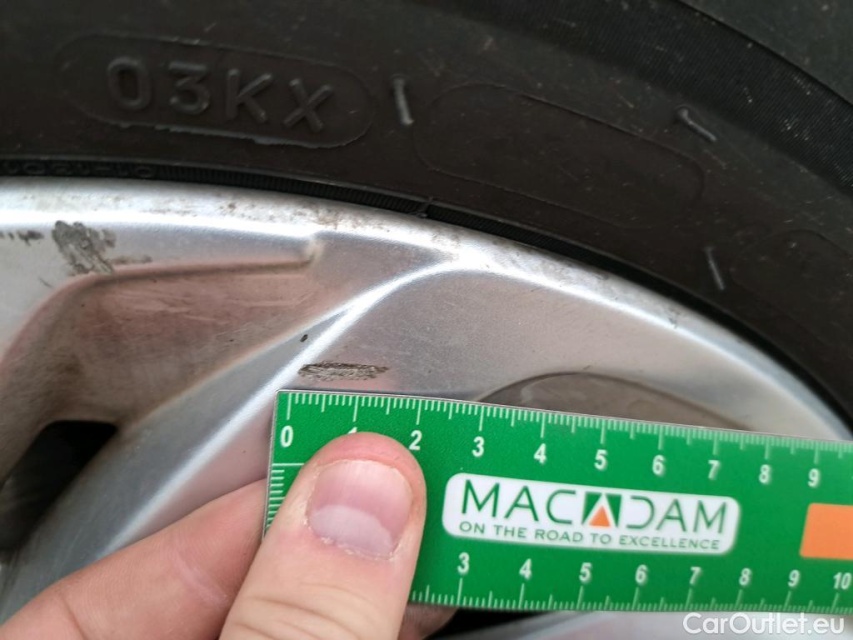 03KX
0 1 2 3 4 5 6 7 8 9
MACADAM
ON THE ROAD TO EXCELLENCE
3 4 5 6 7 8 9 10
CarOutlet.eu